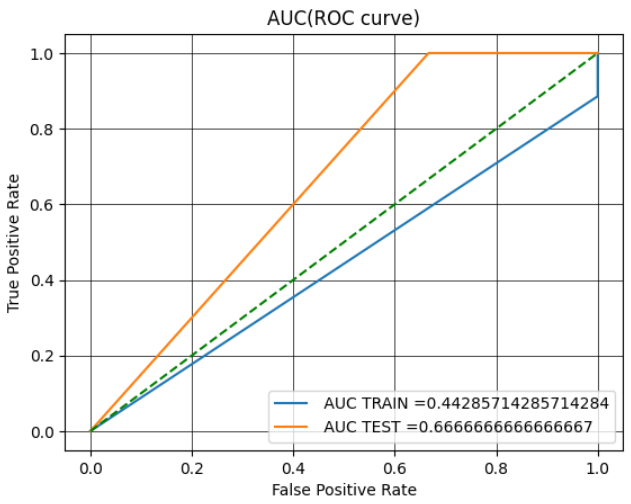 AUC(ROC curve)
True Positive Rate
1.0
0.8
0.6
0.4
0.2
0.0
AUC TRAIN =0.44285714285714284
AUC TEST =0.6666666666666667
0.0 0.2 0.4 0.6 0.8 1.0
False Positive Rate